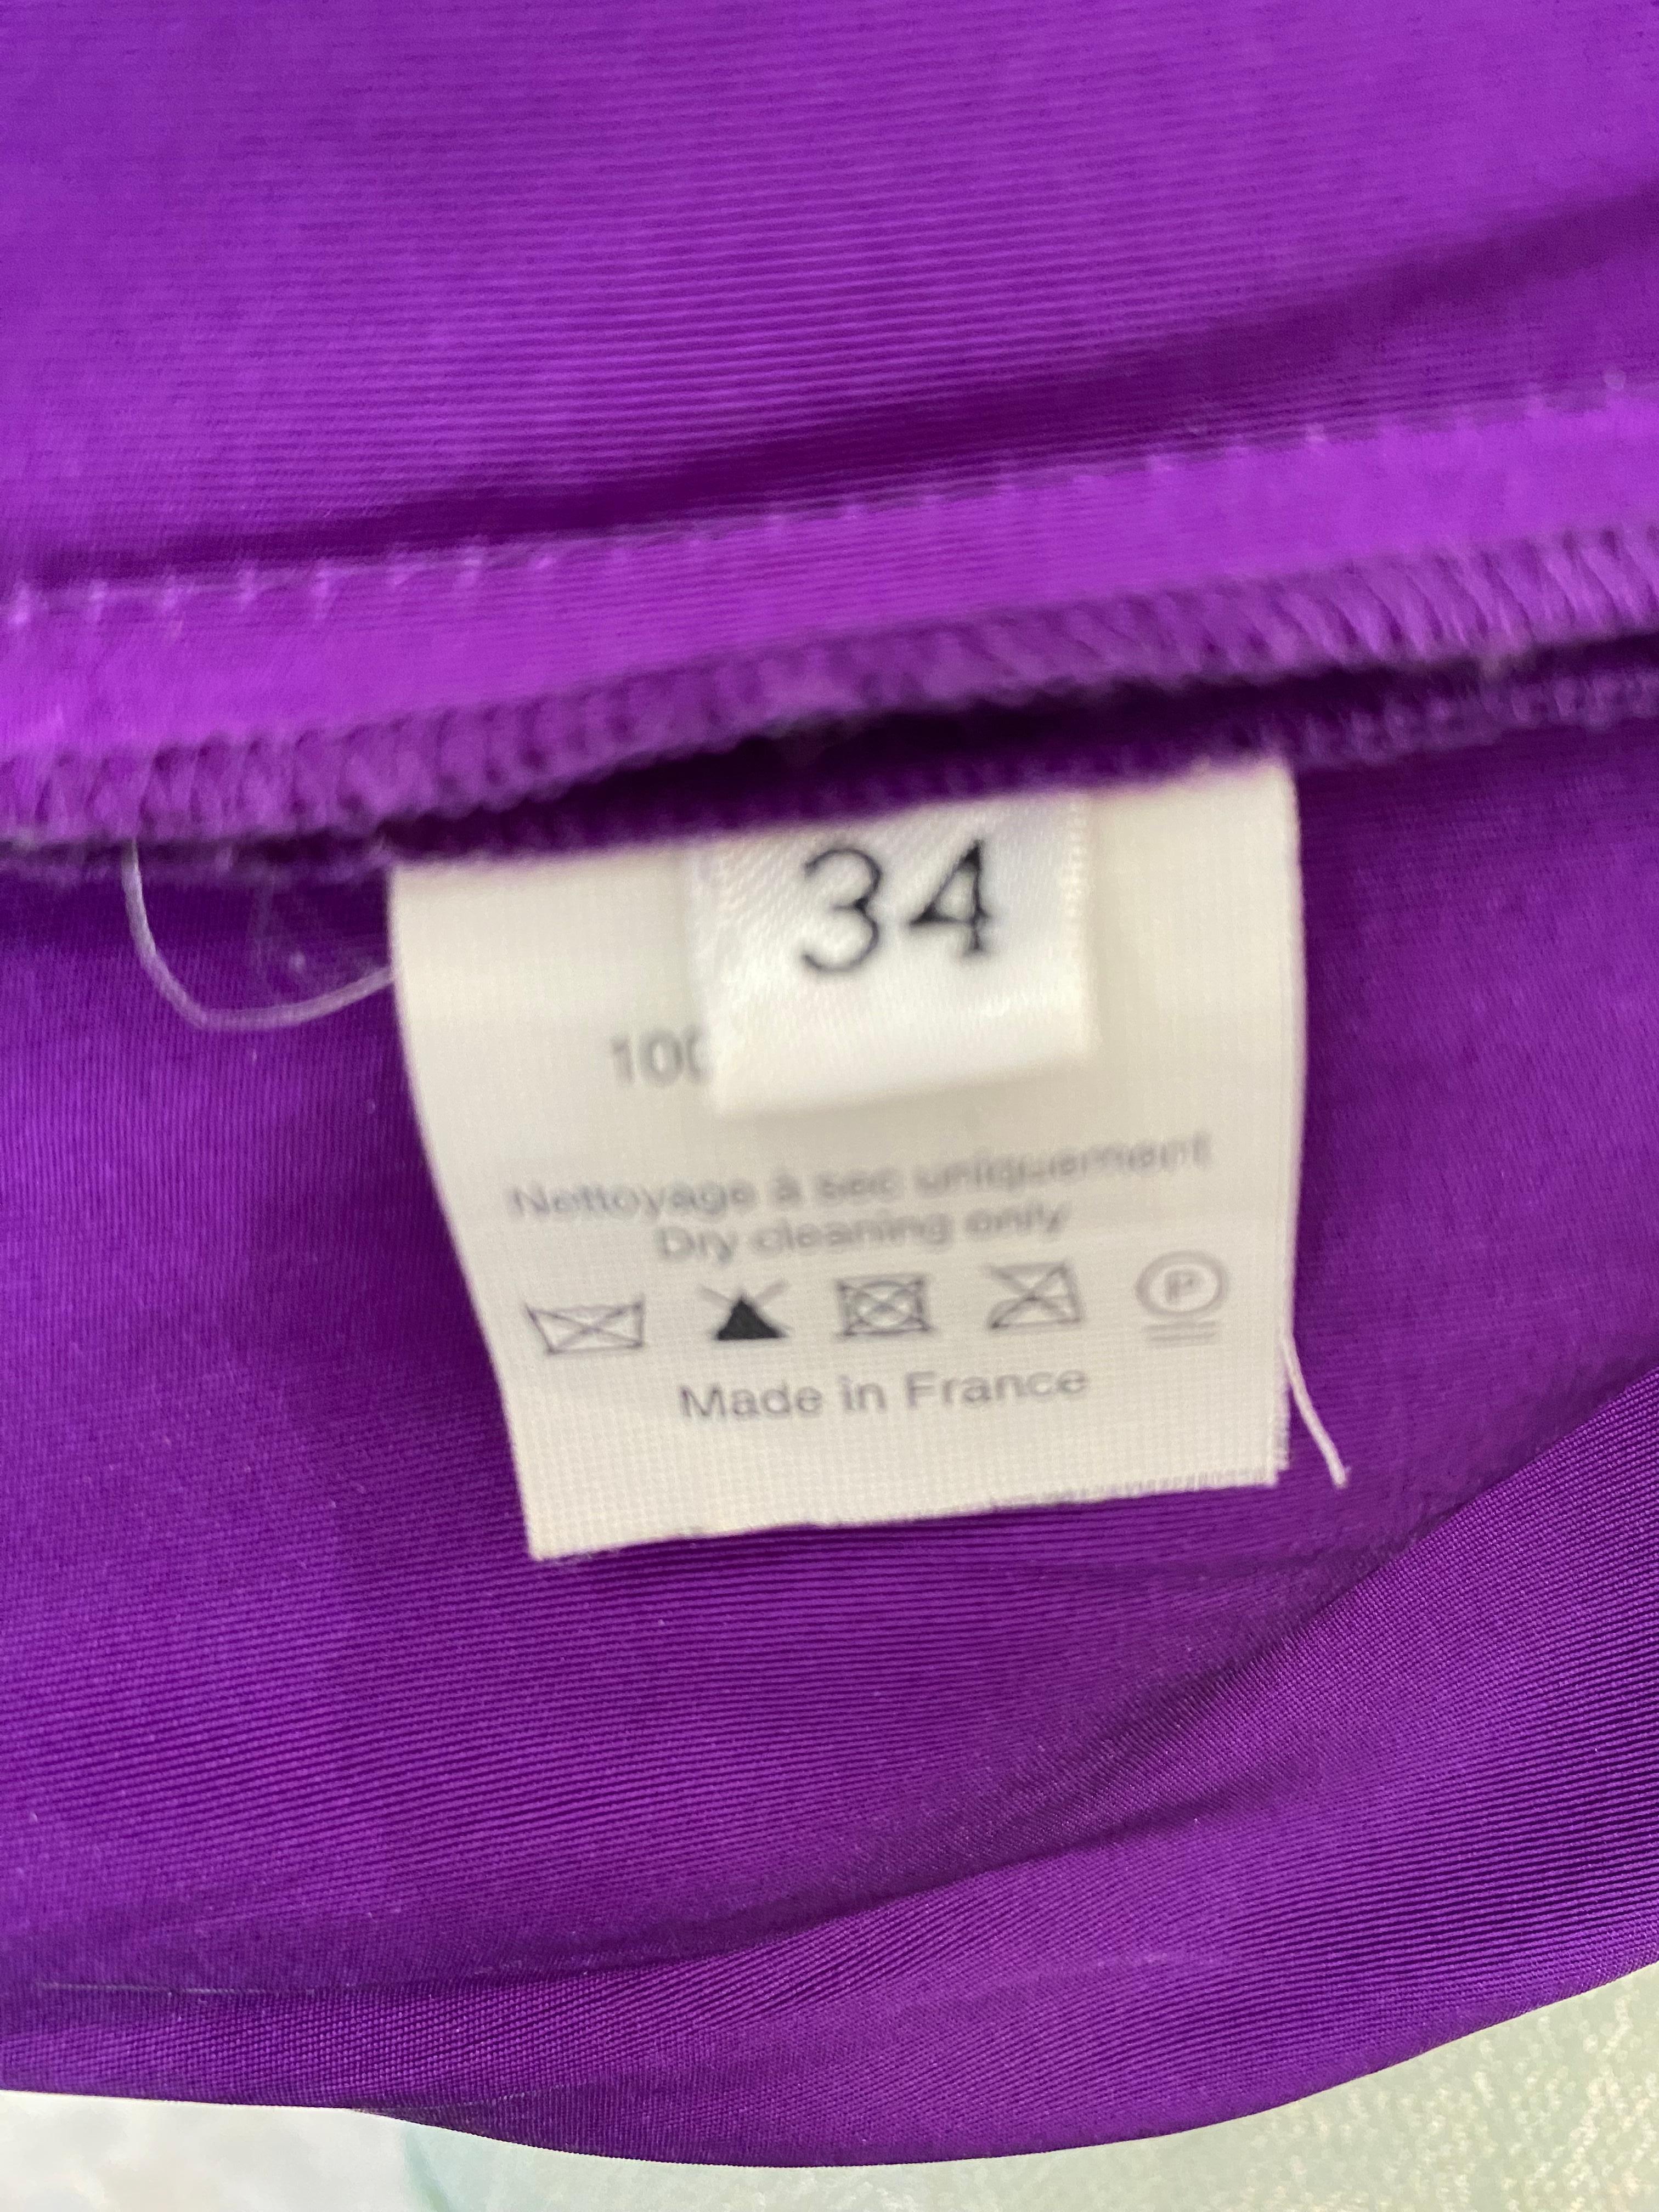 34
100
Nettoyage à sec uniquement
Dry cleaning only
P
Made in France